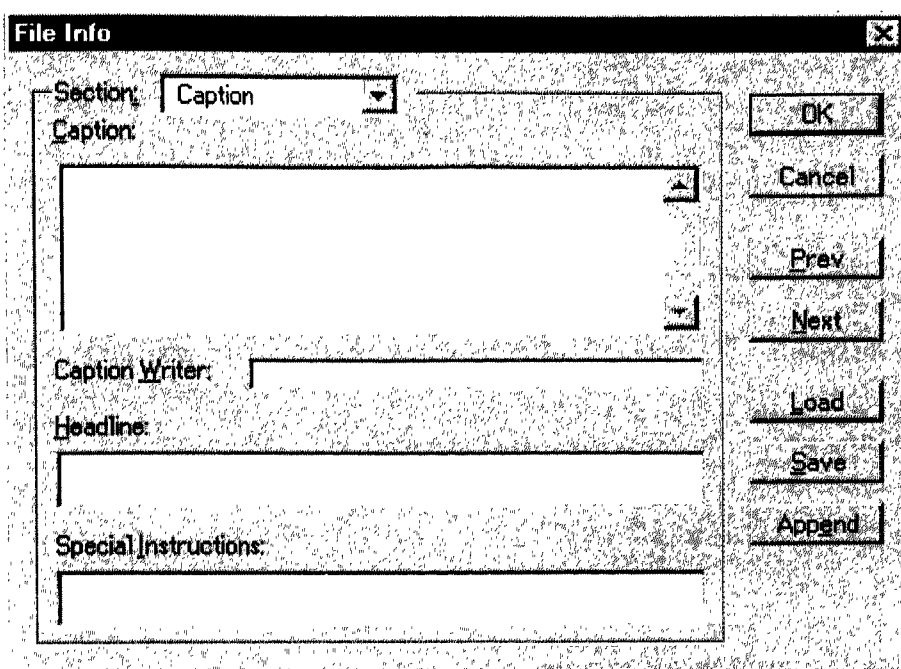 File Info
Section: Caption
Caption:
Caption Writer:
Headline:
Special Instructions:
OK
Cancel
Prev
Next
Load
Save
Append